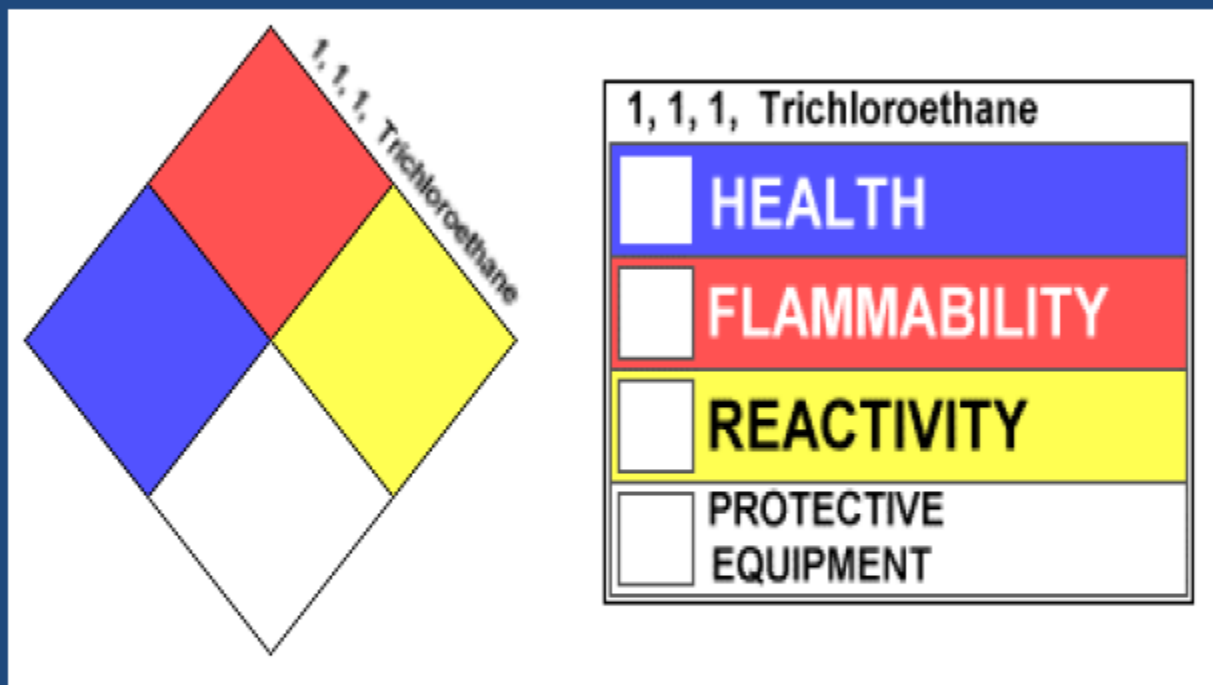 1, 1, 1, Trichloroethane
1, 1, 1, Trichloroethane
HEALTH
FLAMMABILITY
REACTIVITY
PROTECTIVE
EQUIPMENT